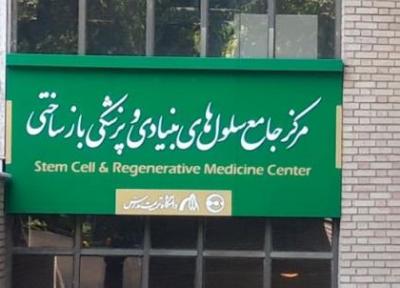 مرکز جامع سلول‌های بنیادی و پزشکی بازساختی
Stem Cell & Regenerative Medicine Center
دانشگاه تربیت مدرس